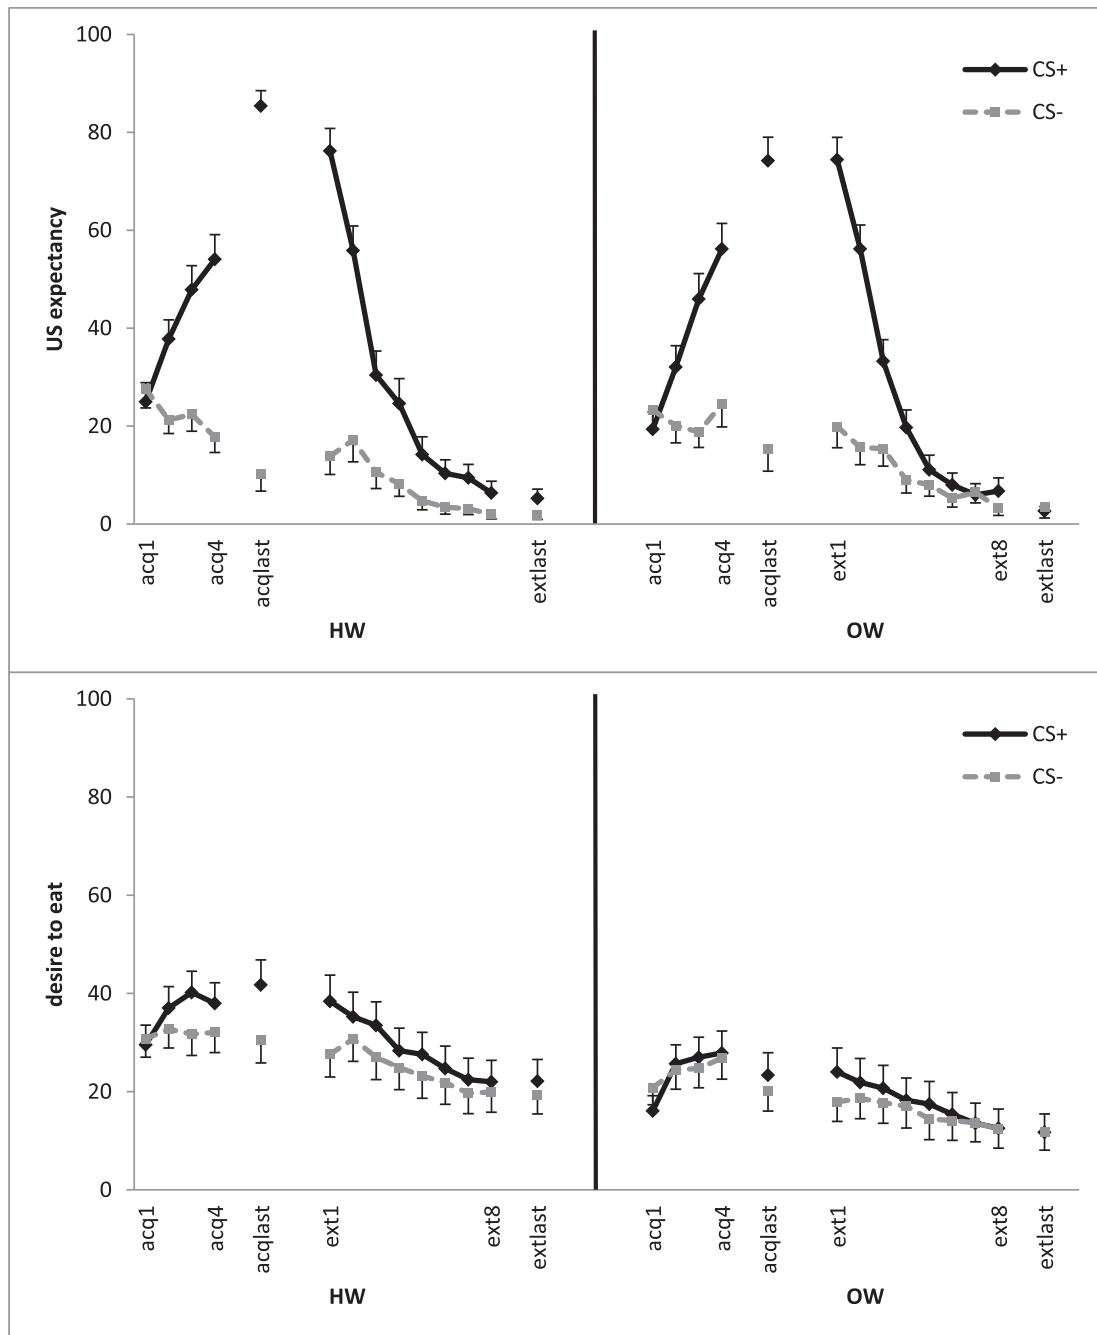 100
80
60
40
20
0
US expectancy
CS+
CS-
acq1
acq4
acqlast
extlast
acq1
acq4
acqlast
ext1
ext8
extlast
HW
OW
100
80
60
40
20
0
desire to eat
CS+
CS-
acq1
acq4
acqlast
ext1
ext8
extlast
acq1
acq4
acqlast
ext1
ext8
extlast
HW
OW